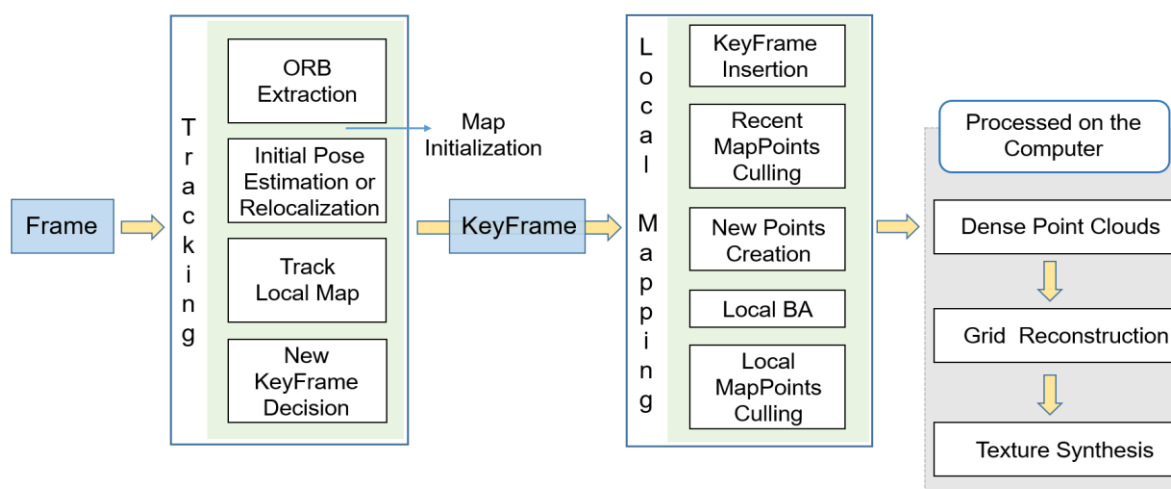 Frame
Tracking
ORB
Extraction
Map
Initialization
Initial Pose
Estimation or
Relocalization
Track
Local Map
New
KeyFrame
Decision
KeyFrame
Local Mapping
KeyFrame
Insertion
Recent
MapPoints
Culling
New Points
Creation
Local BA
Local
MapPoints
Culling
Processed on the
Computer
Dense Point Clouds
Grid Reconstruction
Texture Synthesis